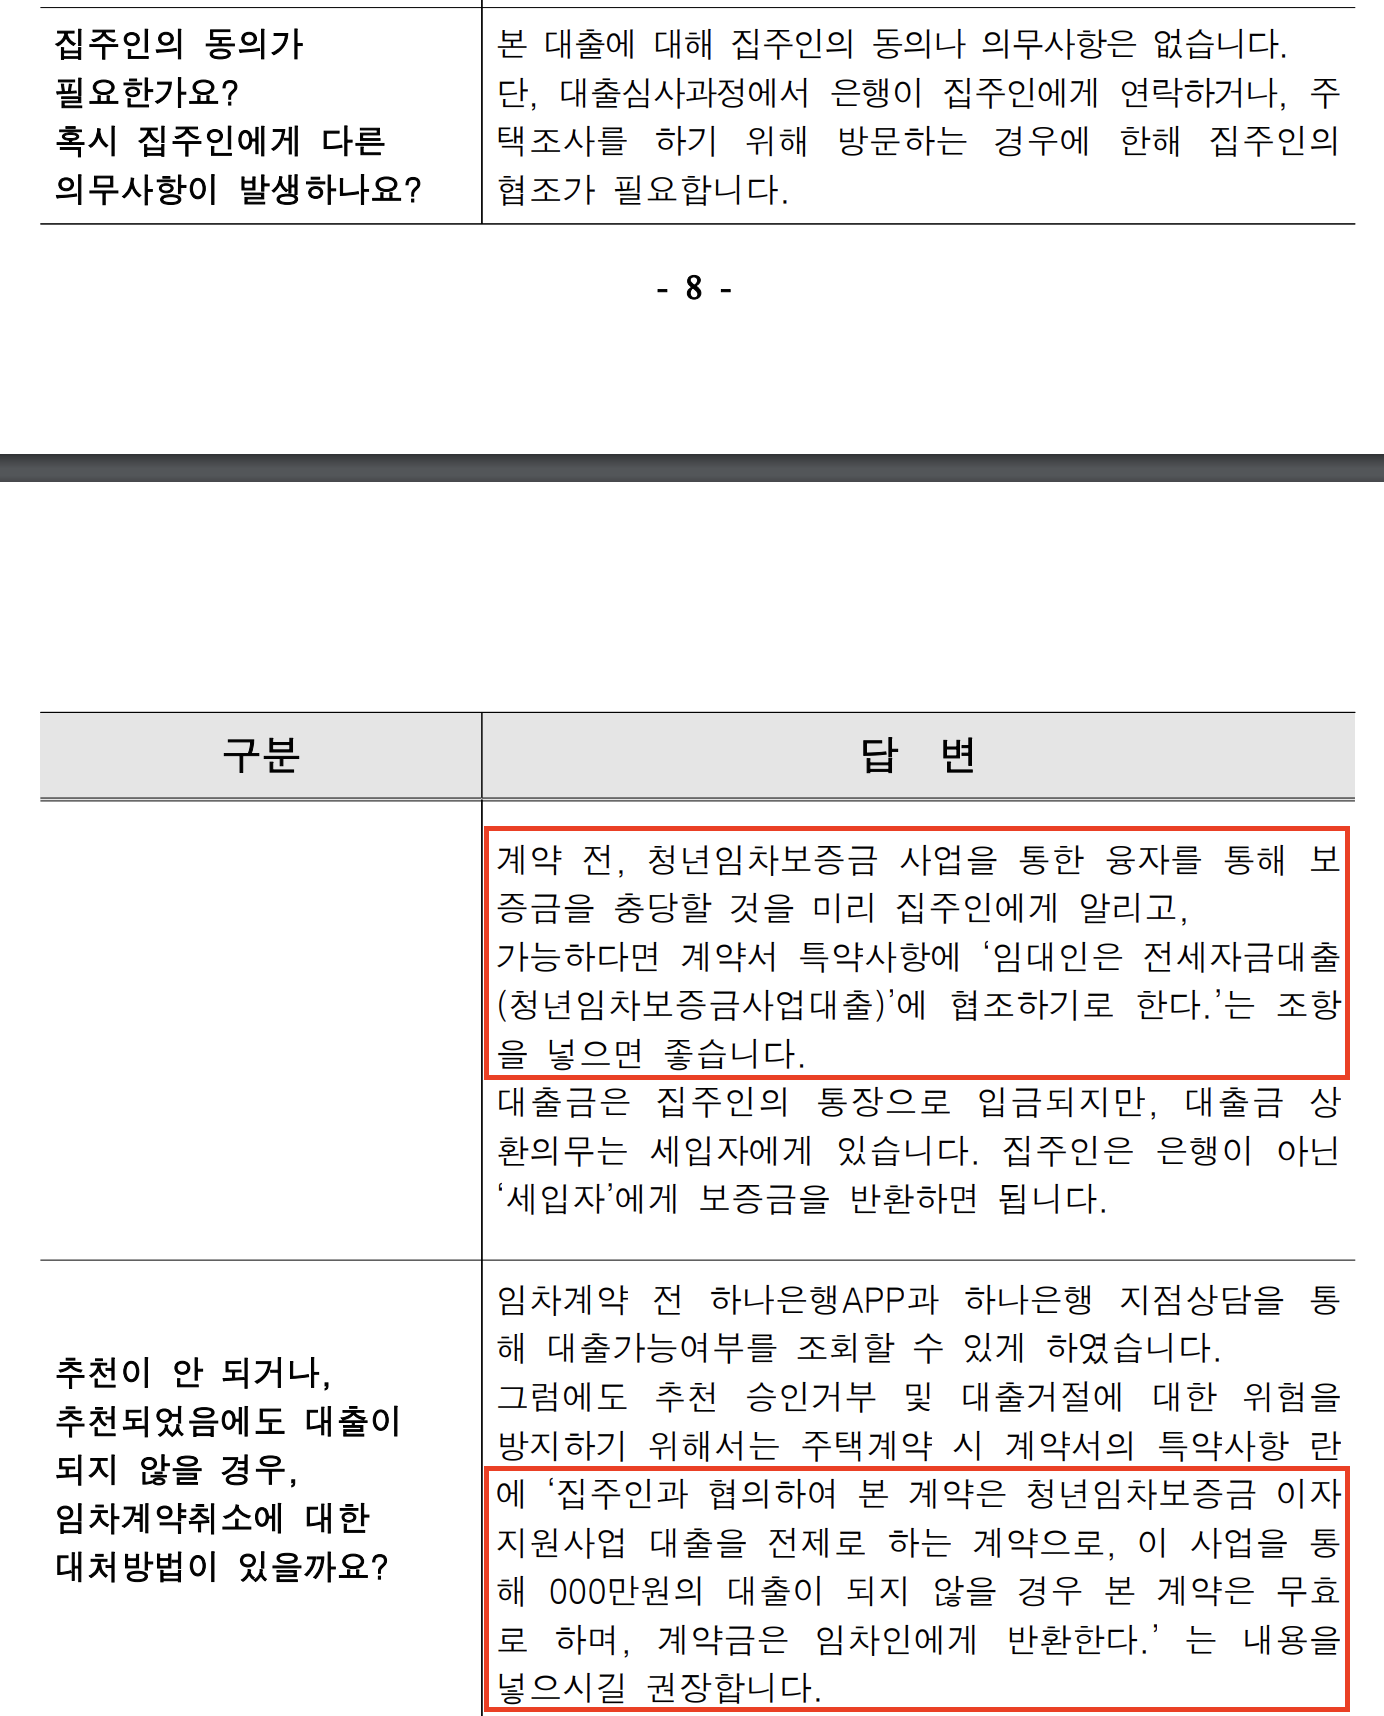 집주인의 동의가
필요한가요?
혹시 집주인에게 다른
의무사항이 발생하나요?
본 대출에 대해 집주인의 동의나 의무사항은 없습니다.
단, 대출심사과정에서 은행이 집주인에게 연락하거나, 주
택조사를 하기 위해 방문하는 경우에 한해 집주인의
협조가 필요합니다.
- 8 -
구분
답 변
계약 전, 청년임차보증금 사업을 통한 융자를 통해 보
증금을 충당할 것을 미리 집주인에게 알리고,
가능하다면 계약서 특약사항에 ‘임대인은 전세자금대출
(청년임차보증금사업대출)’에 협조하기로 한다.’는 조항
을 넣으면 좋습니다.
대출금은 집주인의 통장으로 입금되지만, 대출금 상
환의무는 세입자에게 있습니다. 집주인은 은행이 아닌
‘세입자’에게 보증금을 반환하면 됩니다.
추천이 안 되거나,
추천되었음에도 대출이
되지 않을 경우,
임차계약취소에 대한
대처방법이 있을까요?
임차계약 전 하나은행APP과 하나은행 지점상담을 통
해 대출가능여부를 조회할 수 있게 하였습니다.
그럼에도 추천 승인거부 및 대출거절에 대한 위험을
방지하기 위해서는 주택계약 시 계약서의 특약사항 란
에 ‘집주인과 협의하여 본 계약은 청년임차보증금 이자
지원사업 대출을 전제로 하는 계약으로, 이 사업을 통
해 000만원의 대출이 되지 않을 경우 본 계약은 무효
로 하며, 계약금은 임차인에게 반환한다.’ 는 내용을
넣으시길 권장합니다.